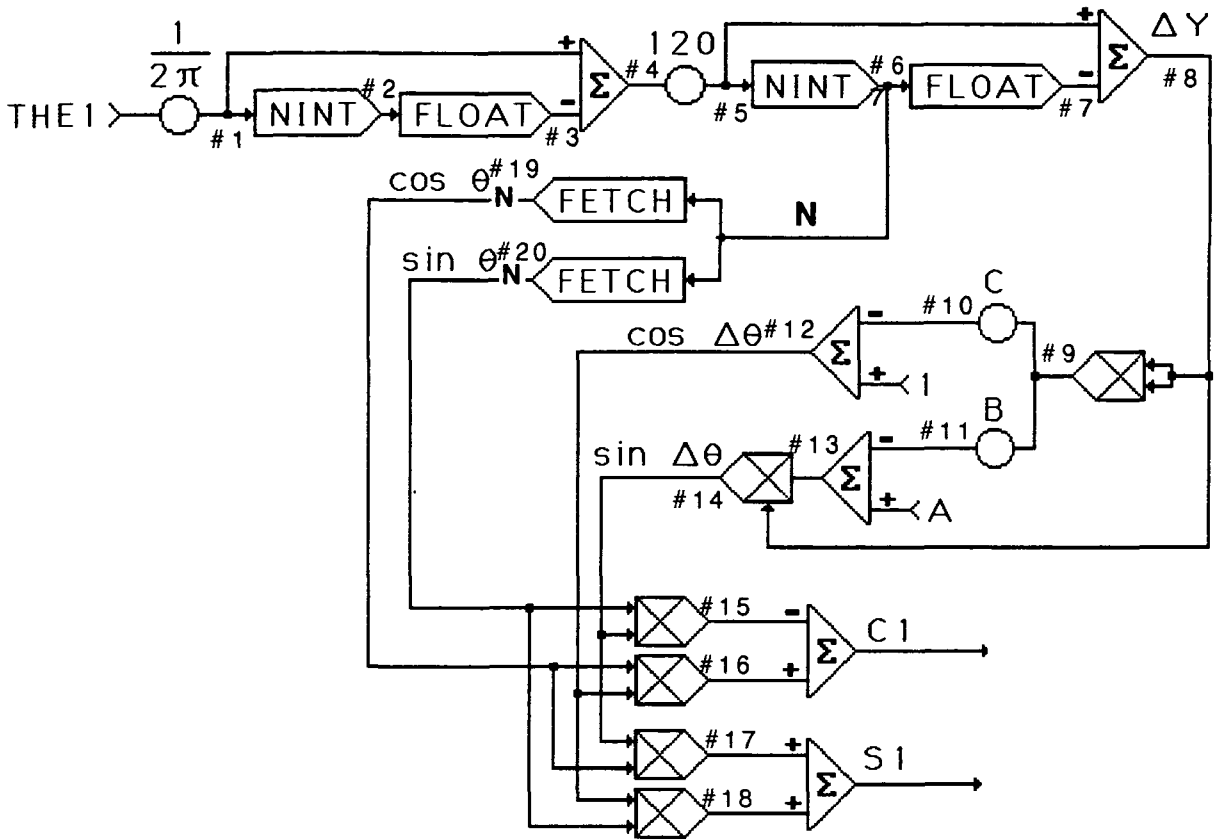 1
2π
THE1
#1
NINT
#2
FLOAT
#3
+
-
Σ
#4
120
#5
NINT
#6
FLOAT
#7
+
-
Σ
ΔY
#8
cos θN
#19
FETCH
N
sin θN
#20
FETCH
cos Δθ
#12
Σ
-
+
1
#10
C
#9
B
#11
sin Δθ
#14
#13
Σ
-
+
A
#15
-
#16
+
Σ
C1
#17
+
#18
+
Σ
S1